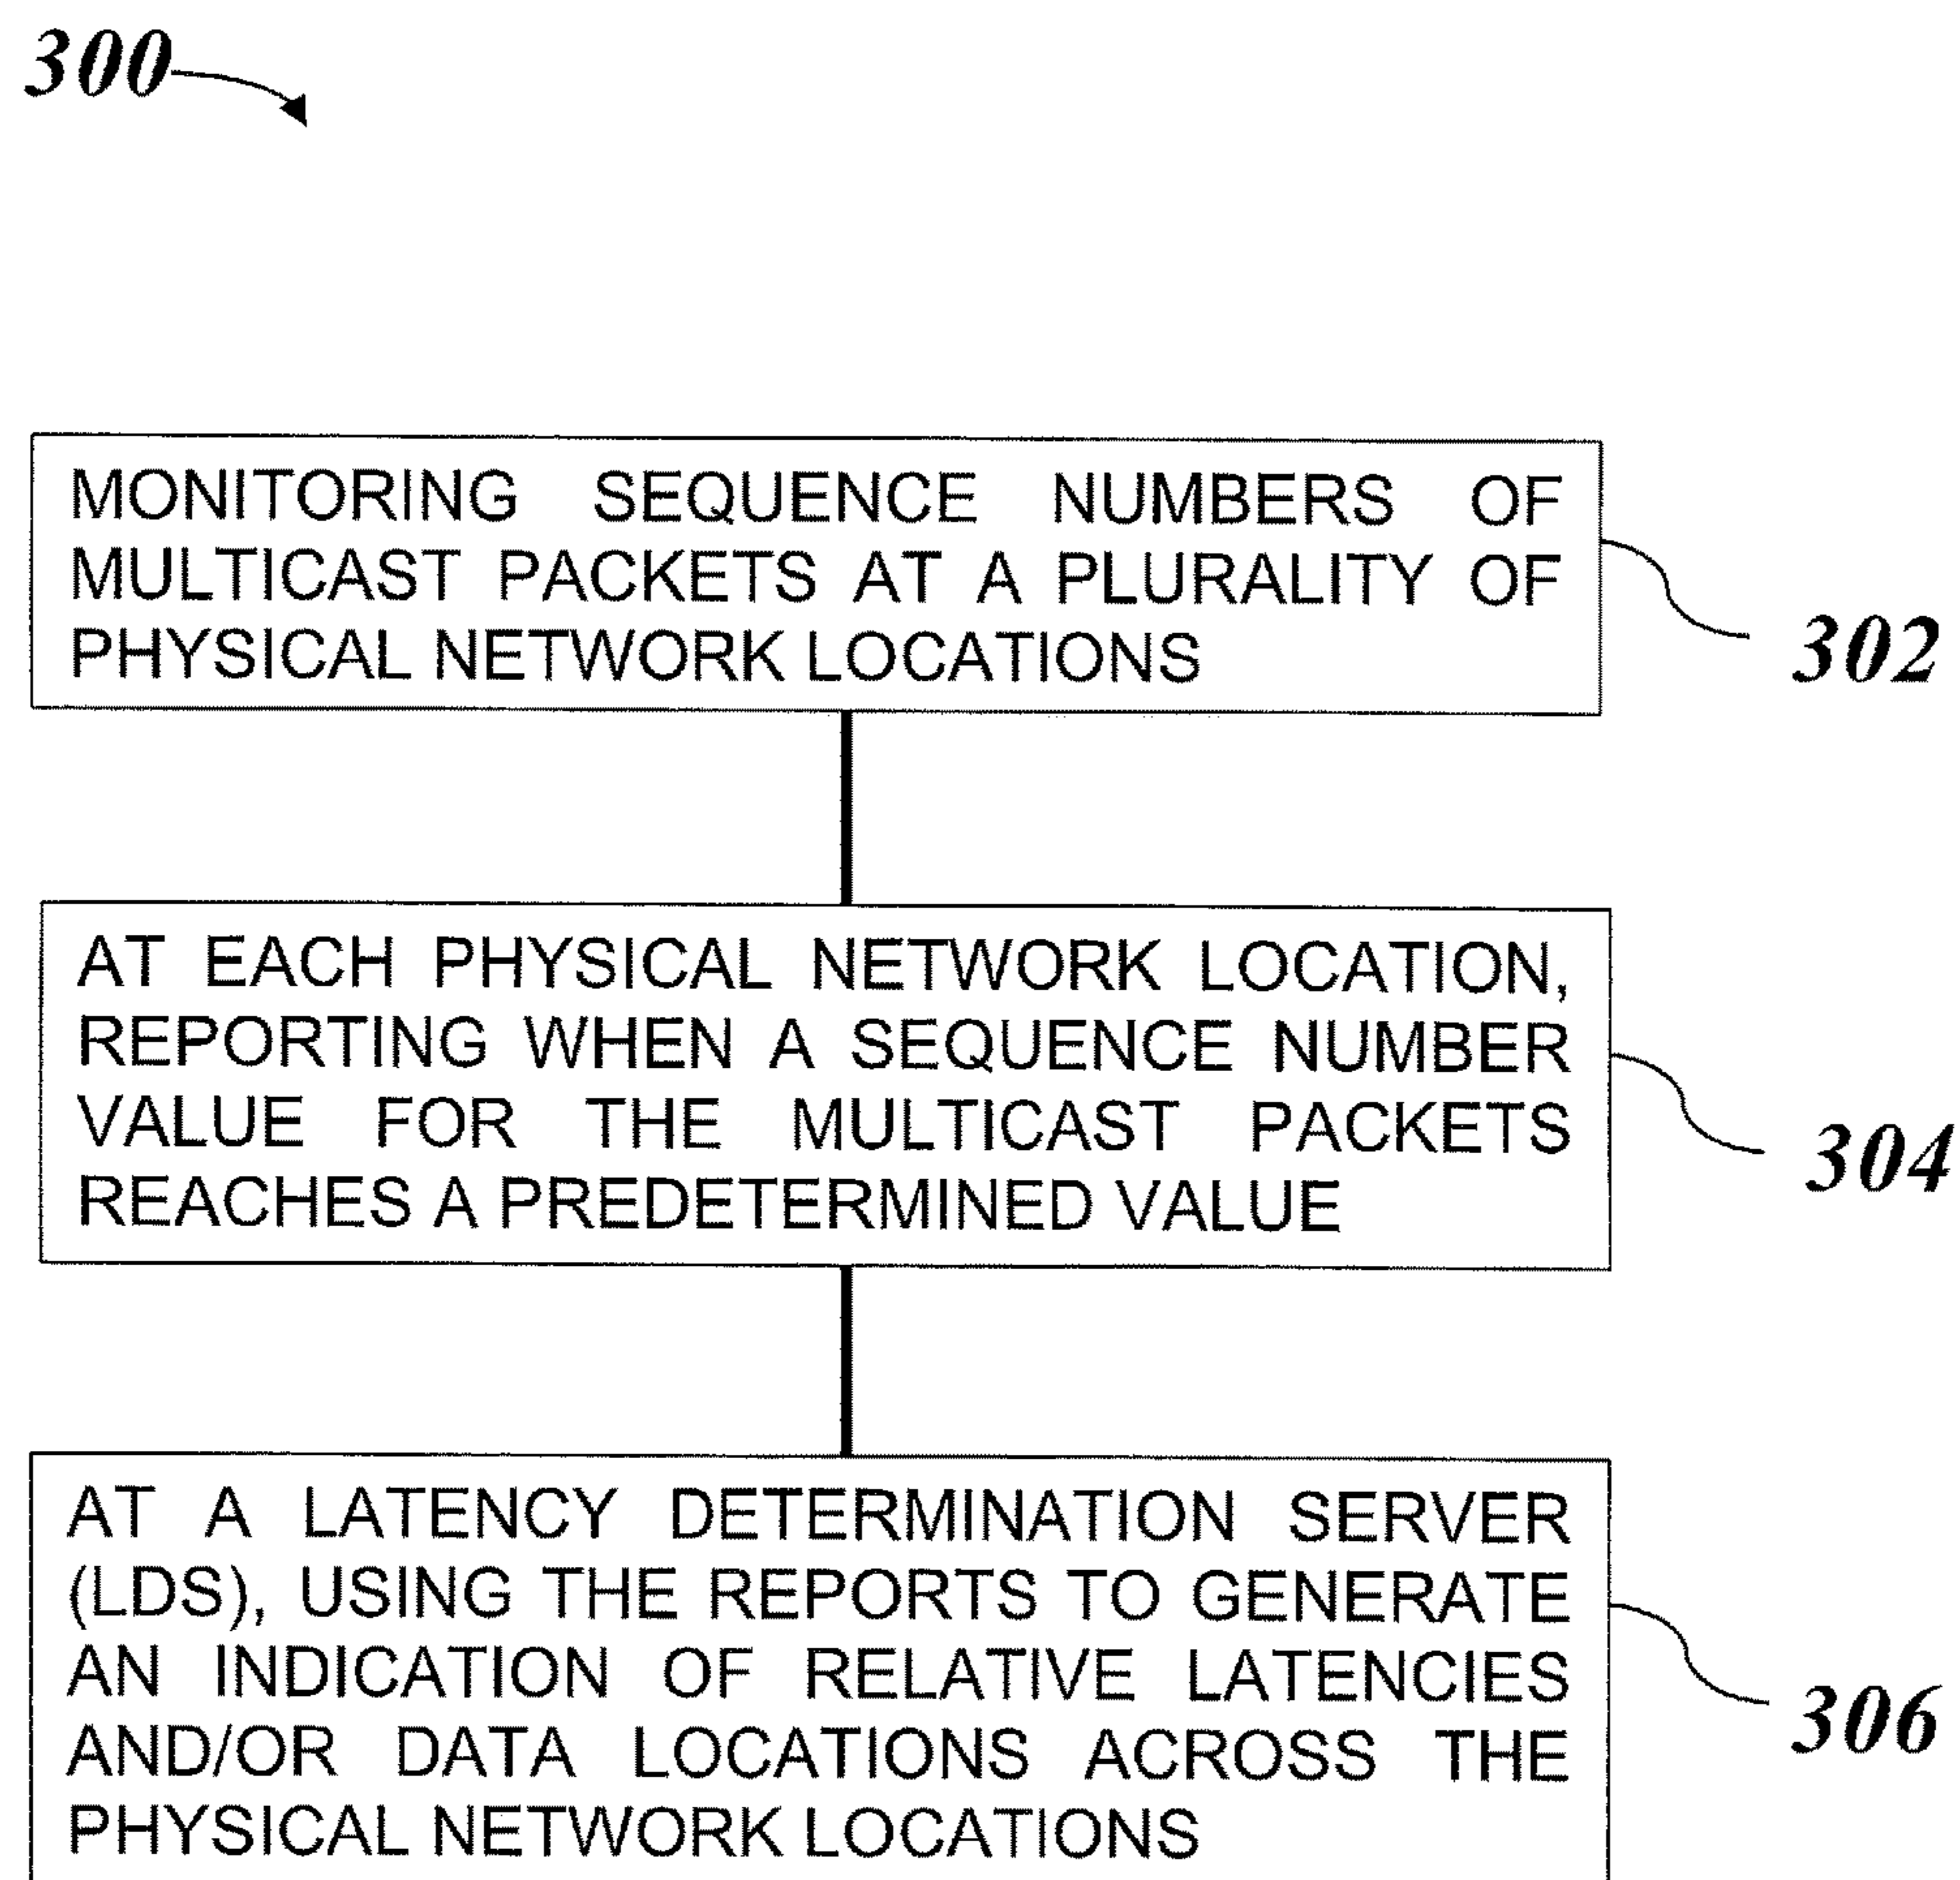 300
MONITORING SEQUENCE NUMBERS OF
MULTICAST PACKETS AT A PLURALITY OF
PHYSICAL NETWORK LOCATIONS
302
AT EACH PHYSICAL NETWORK LOCATION,
REPORTING WHEN A SEQUENCE NUMBER
VALUE FOR THE MULTICAST PACKETS
REACHES A PREDETERMINED VALUE
304
AT A LATENCY DETERMINATION SERVER
(LDS), USING THE REPORTS TO GENERATE
AN INDICATION OF RELATIVE LATENCIES
AND/OR DATA LOCATIONS ACROSS THE
PHYSICAL NETWORK LOCATIONS
306